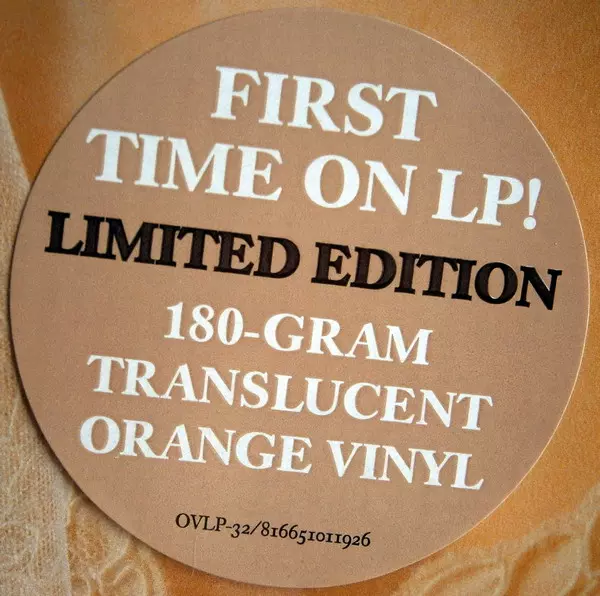 FIRST
TIME ON LP!
LIMITED EDITION
180-GRAM
TRANSLUCENT
ORANGE VINYL
OVLP-32/816651011926